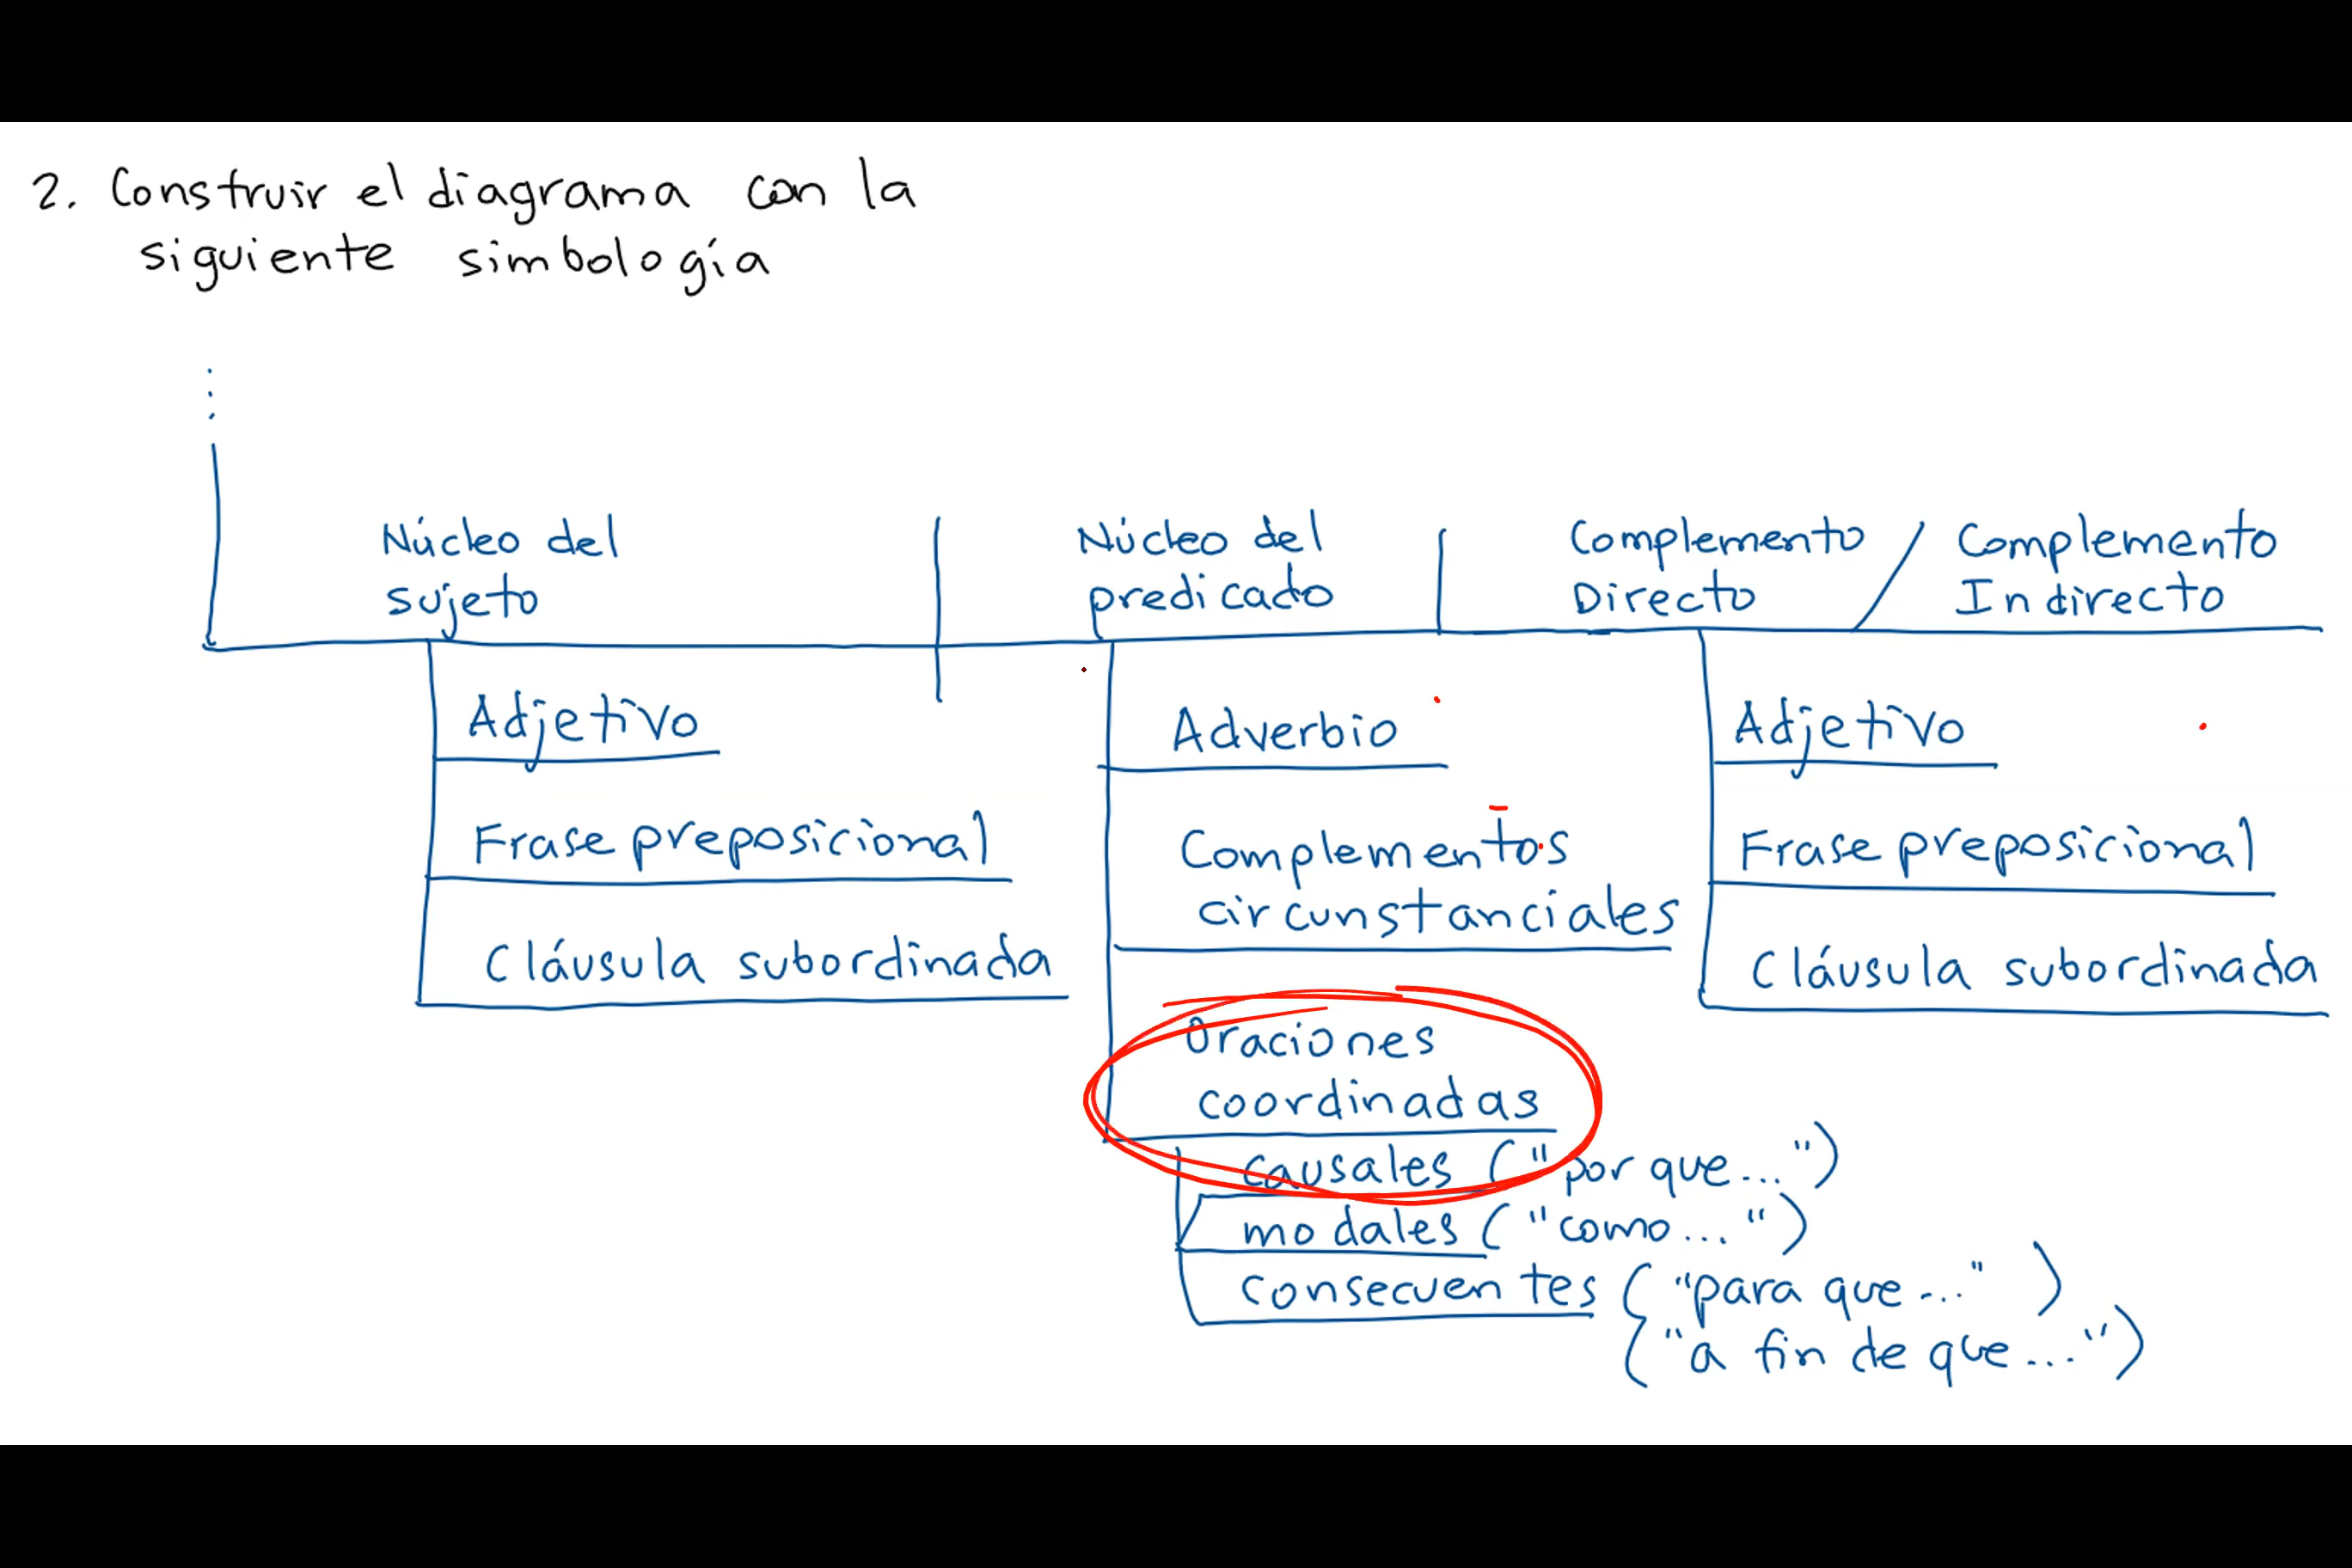 2. Construir el diagrama con la
siguiente simbología
Núcleo del
sujeto
Núcleo del
predicado
Complemento
Directo
Complemento
Indirecto
Adjetivo
Frase preposicional
Cláusula subordinada
Adverbio
Complementos
circunstanciales
Oraciones
coordinadas
causales ("por que...")
modales ("como...")
consecuentes ("para que...")
("a fin de que...")
Adjetivo
Frase preposicional
Cláusula subordinada